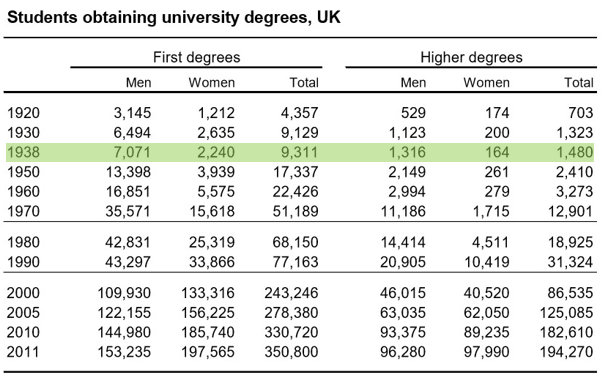 Students obtaining university degrees, UK
First degrees Higher degrees
Men Women Total Men Women Total
1920 3,145 1,212 4,357 529 174 703
1930 6,494 2,635 9,129 1,123 200 1,323
1938 7,071 2,240 9,311 1,316 164 1,480
1950 13,398 3,939 17,337 2,149 261 2,410
1960 16,851 5,575 22,426 2,994 279 3,273
1970 35,571 15,618 51,189 11,186 1,715 12,901
1980 42,831 25,319 68,150 14,414 4,511 18,925
1990 43,297 33,866 77,163 20,905 10,419 31,324
2000 109,930 133,316 243,246 46,015 40,520 86,535
2005 122,155 156,225 278,380 63,035 62,050 125,085
2010 144,980 185,740 330,720 93,375 89,235 182,610
2011 153,235 197,565 350,800 96,280 97,990 194,270